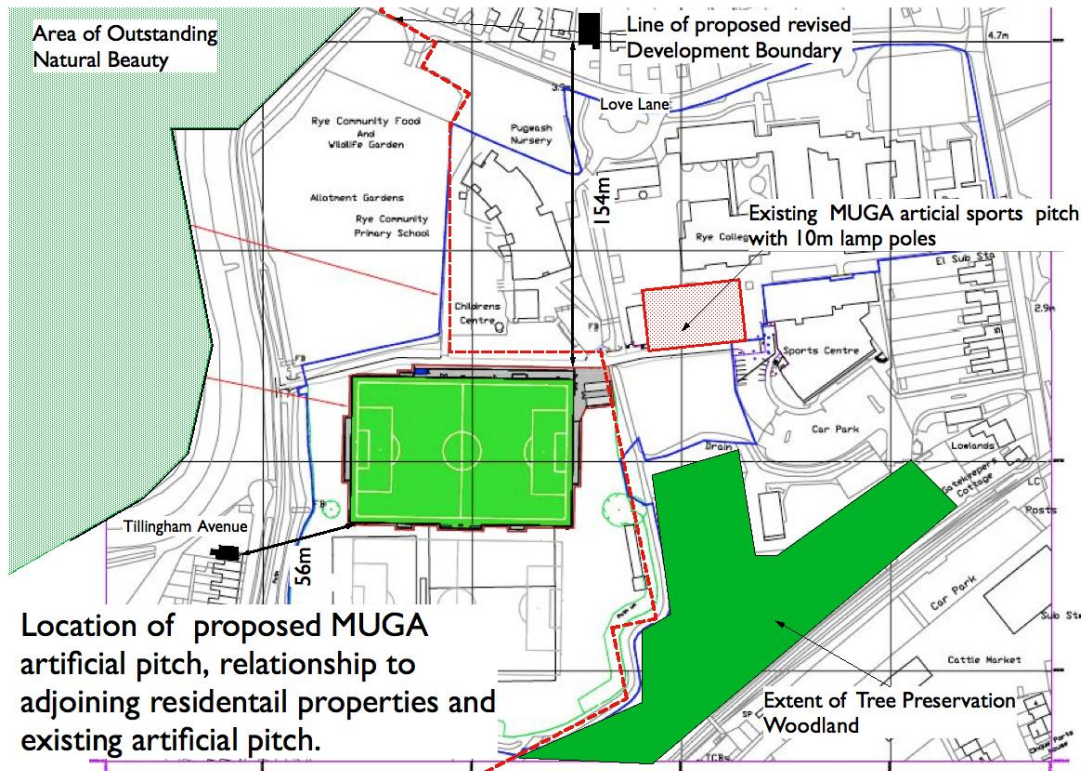 Area of Outstanding
Natural Beauty
Line of proposed revised
Development Boundary
4.7m
Love Lane
Rye Community Food
And
Wildlife Garden
Pugwash
Nursery
154m
Allotment Gardens
Rye Community
Primary School
Existing MUGA articial sports pitch
with 10m lamp poles
Rye Colleg
El Sub Sta
2.9m
Childrens
Centre
FB
Sports Centre
FB
Car Park
Drain
Lowlands
Gatekeepers
Cottage
LC
Posts
FB
Tillingham Avenue
56m
Car Park
Sub Sta
Cattle Market
Location of proposed MUGA
artificial pitch, relationship to
adjoining residentail properties and
existing artificial pitch.
Extent of Tree Preservation
Woodland
SP
TCBs